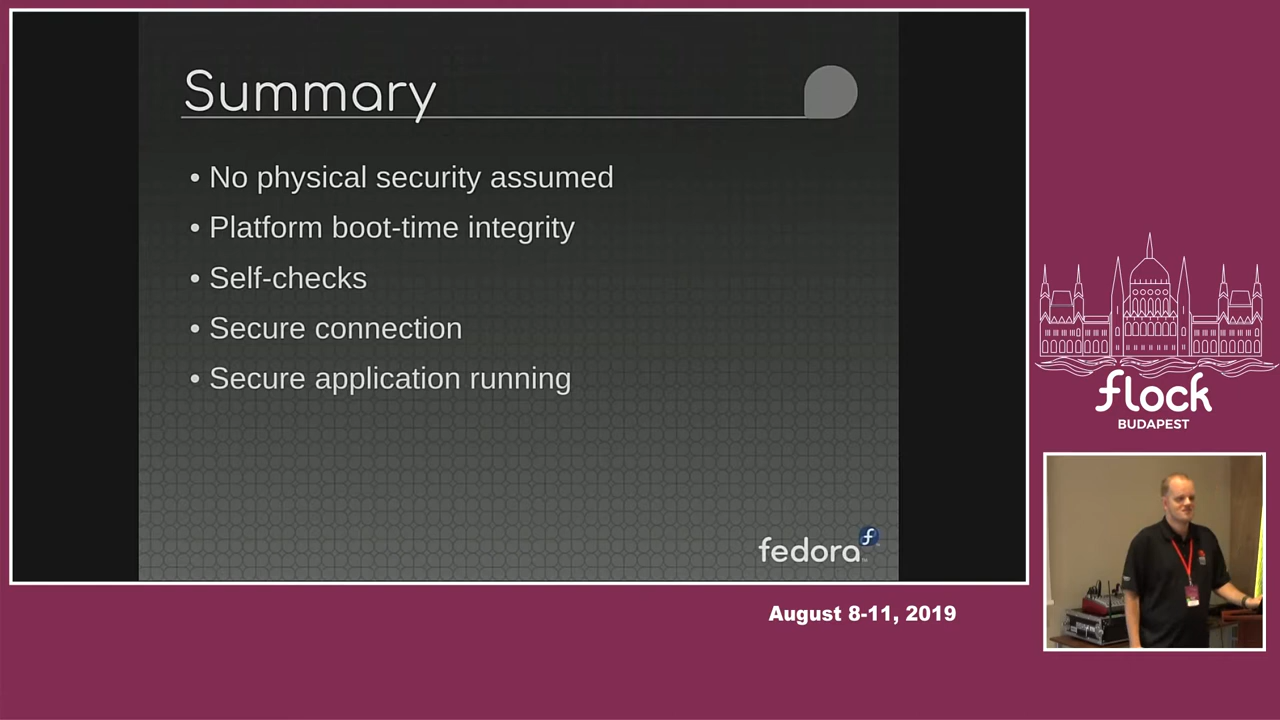 Summary
• No physical security assumed
• Platform boot-time integrity
• Self-checks
• Secure connection
• Secure application running
fedora
flock
BUDAPEST
August 8-11, 2019